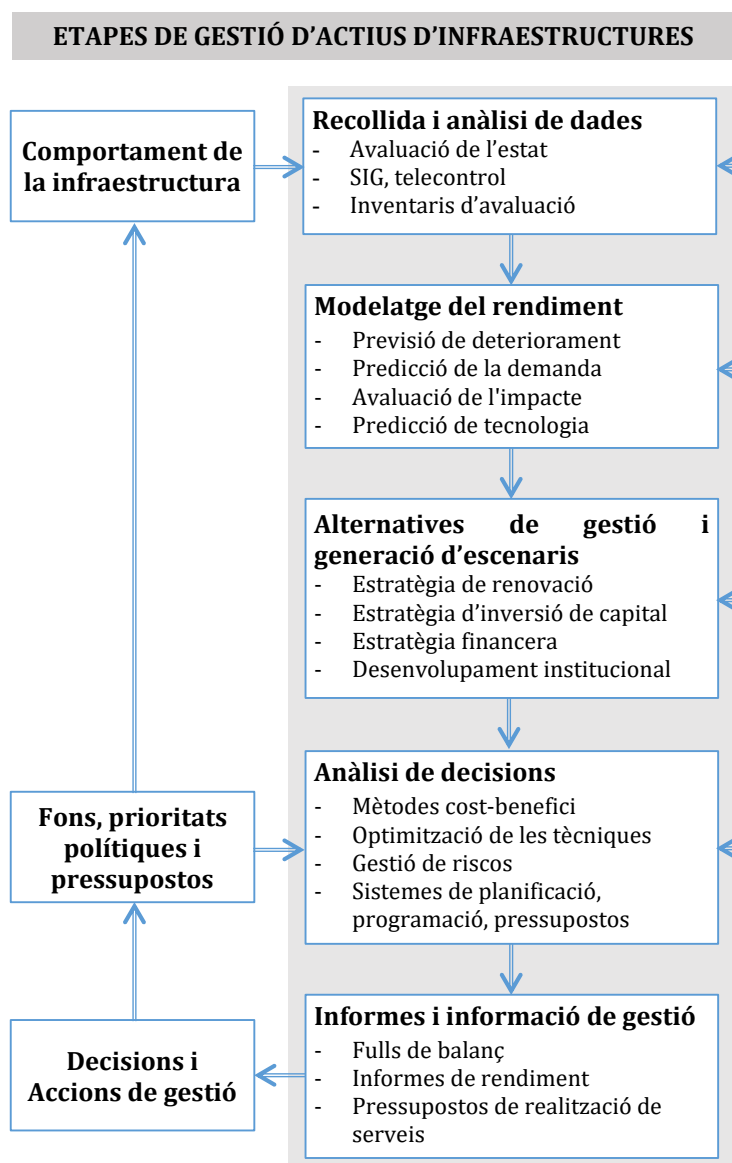 ETAPES DE GESTIÓ D’ACTIUS D’INFRAESTRUCTURES
Comportament de
la infraestructura
Recollida i anàlisi de dades
- Avaluació de l’estat
- SIG, telecontrol
- Inventaris d’avaluació
Modelatge del rendiment
- Previsió de deteriorament
- Predicció de la demanda
- Avaluació de l'impacte
- Predicció de tecnologia
Alternatives de gestió i
generació d’escenaris
- Estratègia de renovació
- Estratègia d’inversió de capital
- Estratègia financera
- Desenvolupament institucional
Fons, prioritats
polítiques i
pressupostos
Anàlisi de decisions
- Mètodes cost-benefici
- Optimització de les tècniques
- Gestió de riscos
- Sistemes de planificació,
programació, pressupostos
Decisions i
Accions de gestió
Informes i informació de gestió
- Fulls de balanç
- Informes de rendiment
- Pressupostos de realització de
serveis